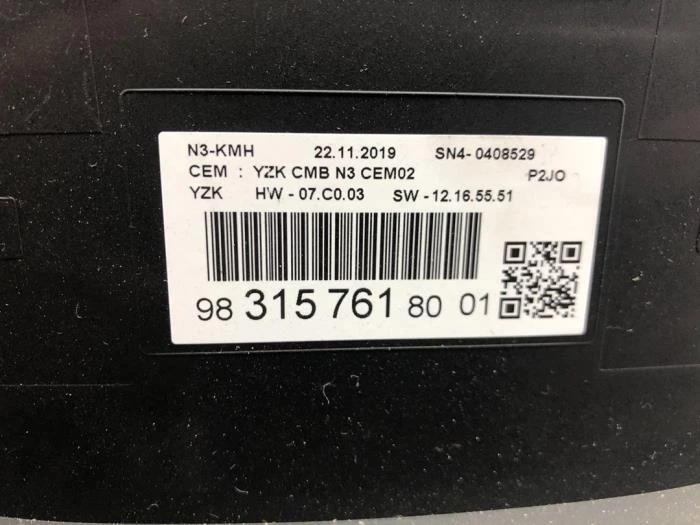 N3-KMH 22.11.2019 SN4- 0408529
CEM : YZK CMB N3 CEM02 P2JO
YZK HW - 07.C0.03 SW - 12.16.55.51
98 315 761 80 01